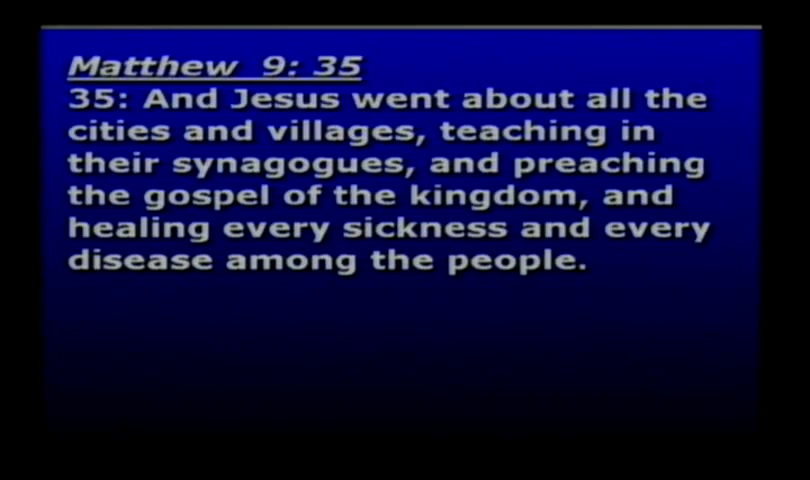 Matthew 9: 35
35: And Jesus went about all the
cities and villages, teaching in
their synagogues, and preaching
the gospel of the kingdom, and
healing every sickness and every
disease among the people.